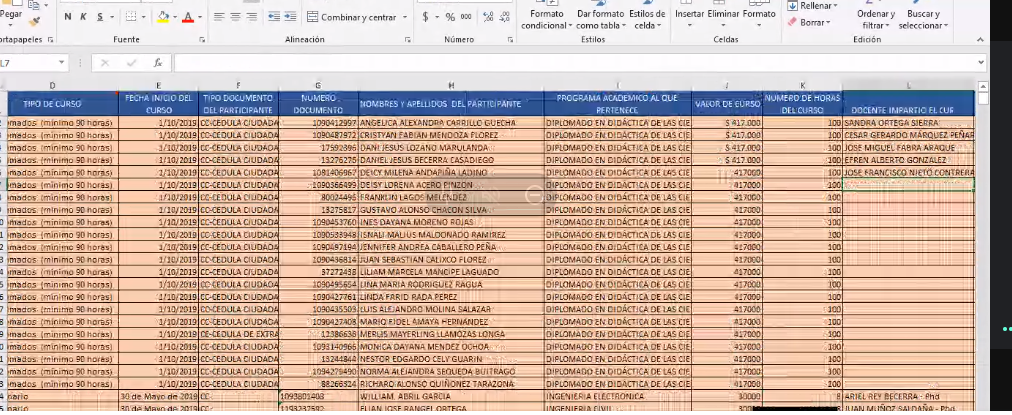 Pegar
N K S
Combinar y centrar
$ % 000
Formato condicional
Dar formato como tabla
Estilos de celda
Insertar Eliminar Formato
Rellenar
Borrar
Ordenar y filtrar
Buscar y seleccionar
Fuente Alineación Número Estilos Celdas Edición
L7 fx
D E F G H I J K L
TIPO DE CURSO FECHA INICIO DEL CURSO TIPO DOCUMENTO DEL PARTICIPANTE NUMERO DOCUMENTO NOMBRES Y APELLIDOS DEL PARTICIPANTE PROGRAMA ACADEMICO AL QUE PERTENECE VALOR DE CURSO NUMERO DE HORAS DEL CURSO DOCENTE IMPARTIO EL CUR
omados (mínimo 90 horas) 1/10/2019 CC-CEDULA CIUDADA 1090412997 ANGELICA ALEXANDRA CARRILLO GUECHA DIPLOMADO EN DIDÁCTICA DE LAS CIE $ 417.000 100 SANDRA ORTEGA SIERRA
omados (mínimo 90 horas) 1/10/2019 CC-CEDULA CIUDADA 1090487972 CRISTYAN FABIAN MENDOZA FLOREZ DIPLOMADO EN DIDÁCTICA DE LAS CIE $ 417.000 100 CESAR GERARDO MÁRQUEZ PEÑAR
omados (mínimo 90 horas) 1/10/2019 CC-CEDULA CIUDADA 17592896 DANI JESUS LOZANO MARULANDA DIPLOMADO EN DIDÁCTICA DE LAS CIE $ 417.000 100 JOSE MIGUEL FABRA ARAQUE
omados (mínimo 90 horas) 1/10/2019 CC-CEDULA CIUDADA 13276275 DANIEL JESUS BECERRA CASADIEGO DIPLOMADO EN DIDÁCTICA DE LAS CIE $ 417.000 100 EFREN ALBERTO GONZALEZ
omados (mínimo 90 horas) 1/10/2019 CC-CEDULA CIUDADA 1091406967 DEICY MILENA ANDAPIÑA LADINO DIPLOMADO EN DIDÁCTICA DE LAS CIE 417000 100 JOSE FRANCISCO NIETO CONTRERA
omados (mínimo 90 horas) 1/10/2019 CC-CEDULA CIUDADA 1090366499 DEISY LORENA ACERO PINZON DIPLOMADO EN DIDÁCTICA DE LAS CIE 417000 100
omados (mínimo 90 horas) 1/10/2019 CC-CEDULA CIUDADA 80024496 FRANKLIN LAGOS MELENDEZ DIPLOMADO EN DIDÁCTICA DE LAS CIE 417000 100
omados (mínimo 90 horas) 1/10/2019 CC-CEDULA CIUDADA 13275817 GUSTAVO ALONSO CHACON SILVA DIPLOMADO EN DIDÁCTICA DE LAS CIE 417000 100
omados (mínimo 90 horas) 1/10/2019 CC-CEDULA CIUDADA 1090453760 INES DAYANA MORENO ROJAS DIPLOMADO EN DIDÁCTICA DE LAS CIE 417000 100
omados (mínimo 90 horas) 1/10/2019 CC-CEDULA CIUDADA 1090533948 ISNALI MALIUS MALDONADO RAMIREZ DIPLOMADO EN DIDÁCTICA DE LAS CIE 417000 100
omados (mínimo 90 horas) 1/10/2019 CC-CEDULA CIUDADA 1090497194 JENNIFER ANDREA CABALLERO PEÑA DIPLOMADO EN DIDÁCTICA DE LAS CIE 417000 100
omados (mínimo 90 horas) 1/10/2019 CC-CEDULA CIUDADA 1090436814 JUAN SEBASTIAN CALIXCO FLOREZ DIPLOMADO EN DIDÁCTICA DE LAS CIE 417000 100
omados (mínimo 90 horas) 1/10/2019 CC-CEDULA CIUDADA 37272438 LILIAM MARCELA MANCIPE LAGUADO DIPLOMADO EN DIDÁCTICA DE LAS CIE 417000 100
omados (mínimo 90 horas) 1/10/2019 CC-CEDULA CIUDADA 1090495654 LINA MARIA RODRIGUEZ RAGUA DIPLOMADO EN DIDÁCTICA DE LAS CIE 417000 100
omados (mínimo 90 horas) 1/10/2019 CC-CEDULA CIUDADA 1090427761 LINDA FARID RADA PEREZ DIPLOMADO EN DIDÁCTICA DE LAS CIE 417000 100
omados (mínimo 90 horas) 1/10/2019 CC-CEDULA CIUDADA 1090435503 LUIS ALEJANDRO MOLINA SALAZAR DIPLOMADO EN DIDÁCTICA DE LAS CIE 417000 100
omados (mínimo 90 horas) 1/10/2019 CC-CEDULA CIUDADA 1090427408 MARIO FIDEL AMAYA HERNÁNDEZ DIPLOMADO EN DIDÁCTICA DE LAS CIE 417000 100
omados (mínimo 90 horas) 1/10/2019 CC-CEDULA DE EXTRA 12386638 MERLIS MAYERLING LLAMOZAS LONGA DIPLOMADO EN DIDÁCTICA DE LAS CIE 417000 100
omados (mínimo 90 horas) 1/10/2019 CC-CEDULA CIUDADA 1093140966 MONICA DAYANA MENDEZ OCHOA DIPLOMADO EN DIDÁCTICA DE LAS CIE 417000 100
omados (mínimo 90 horas) 1/10/2019 CC-CEDULA CIUDADA 13244844 NESTOR EDGARDO CELY GUARIN DIPLOMADO EN DIDÁCTICA DE LAS CIE 417000 100
omados (mínimo 90 horas) 1/10/2019 CC-CEDULA CIUDADA 1094279490 NORMA ALEJANDRA SEQUEDA BUITRAGO DIPLOMADO EN DIDÁCTICA DE LAS CIE 417000 100
omados (mínimo 90 horas) 1/10/2019 CC-CEDULA CIUDADA 88266524 RICHARD ALONSO QUIÑONEZ TARAZONA DIPLOMADO EN DIDÁCTICA DE LAS CIE 417000 100
nario 30 de Mayo de 2019 CC-CEDULA CIUDADA 1093801408 WILLIAM ABRIL GARCIA INGENIERIA ELECTRONICA 30000 8 ARIEL REY BECERRA - Phd
nario 30 de Mayo de 2019 CC-CEDULA CIUDADA ELIAN JOSE RANGEL ORTEGA INGENIERIA CIVIL JUAN MUÑOZ SALDAÑA - Phd